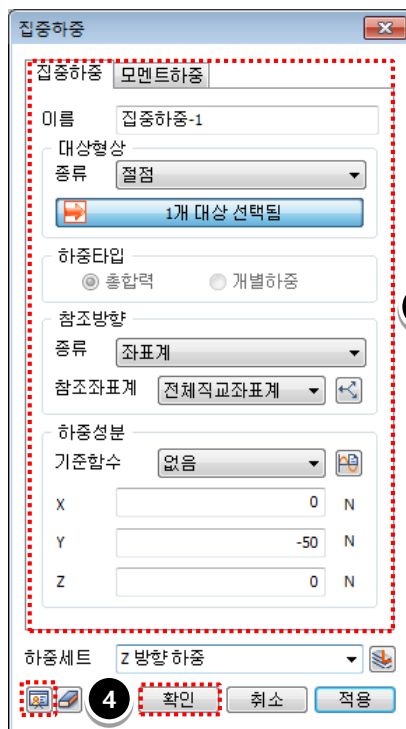 집중하중
집중하중 모멘트하중
이름 집중하중-1
대상형상
종류 절점
1개 대상 선택됨
하중타입
총합력 개별하중
참조방향
종류 좌표계
참조좌표계 전체직교좌표계
하중성분
기준함수 없음
X 0 N
Y -50 N
Z 0 N
하중세트 Z 방향 하중
4 확인 취소 적용